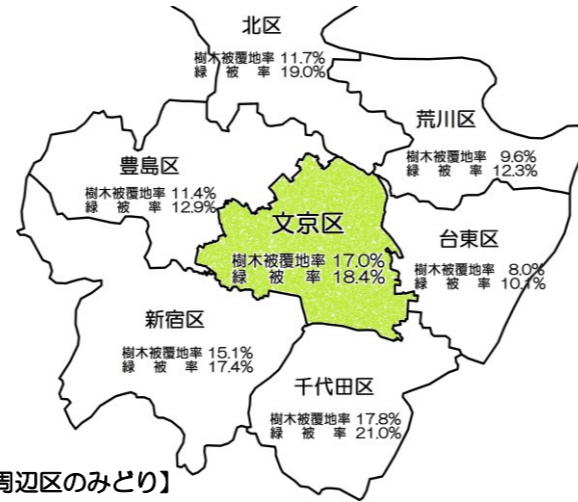 北区
樹木被覆地率 11.7%
緑被率 19.0%
荒川区
樹木被覆地率 9.6%
緑被率 12.3%
豊島区
樹木被覆地率 11.4%
緑被率 12.9%
文京区
樹木被覆地率 17.0%
緑被率 18.4%
台東区
樹木被覆地率 8.0%
緑被率 10.1%
新宿区
樹木被覆地率 15.1%
緑被率 17.4%
千代田区
樹木被覆地率 17.8%
緑被率 21.0%
周辺区のみどり】